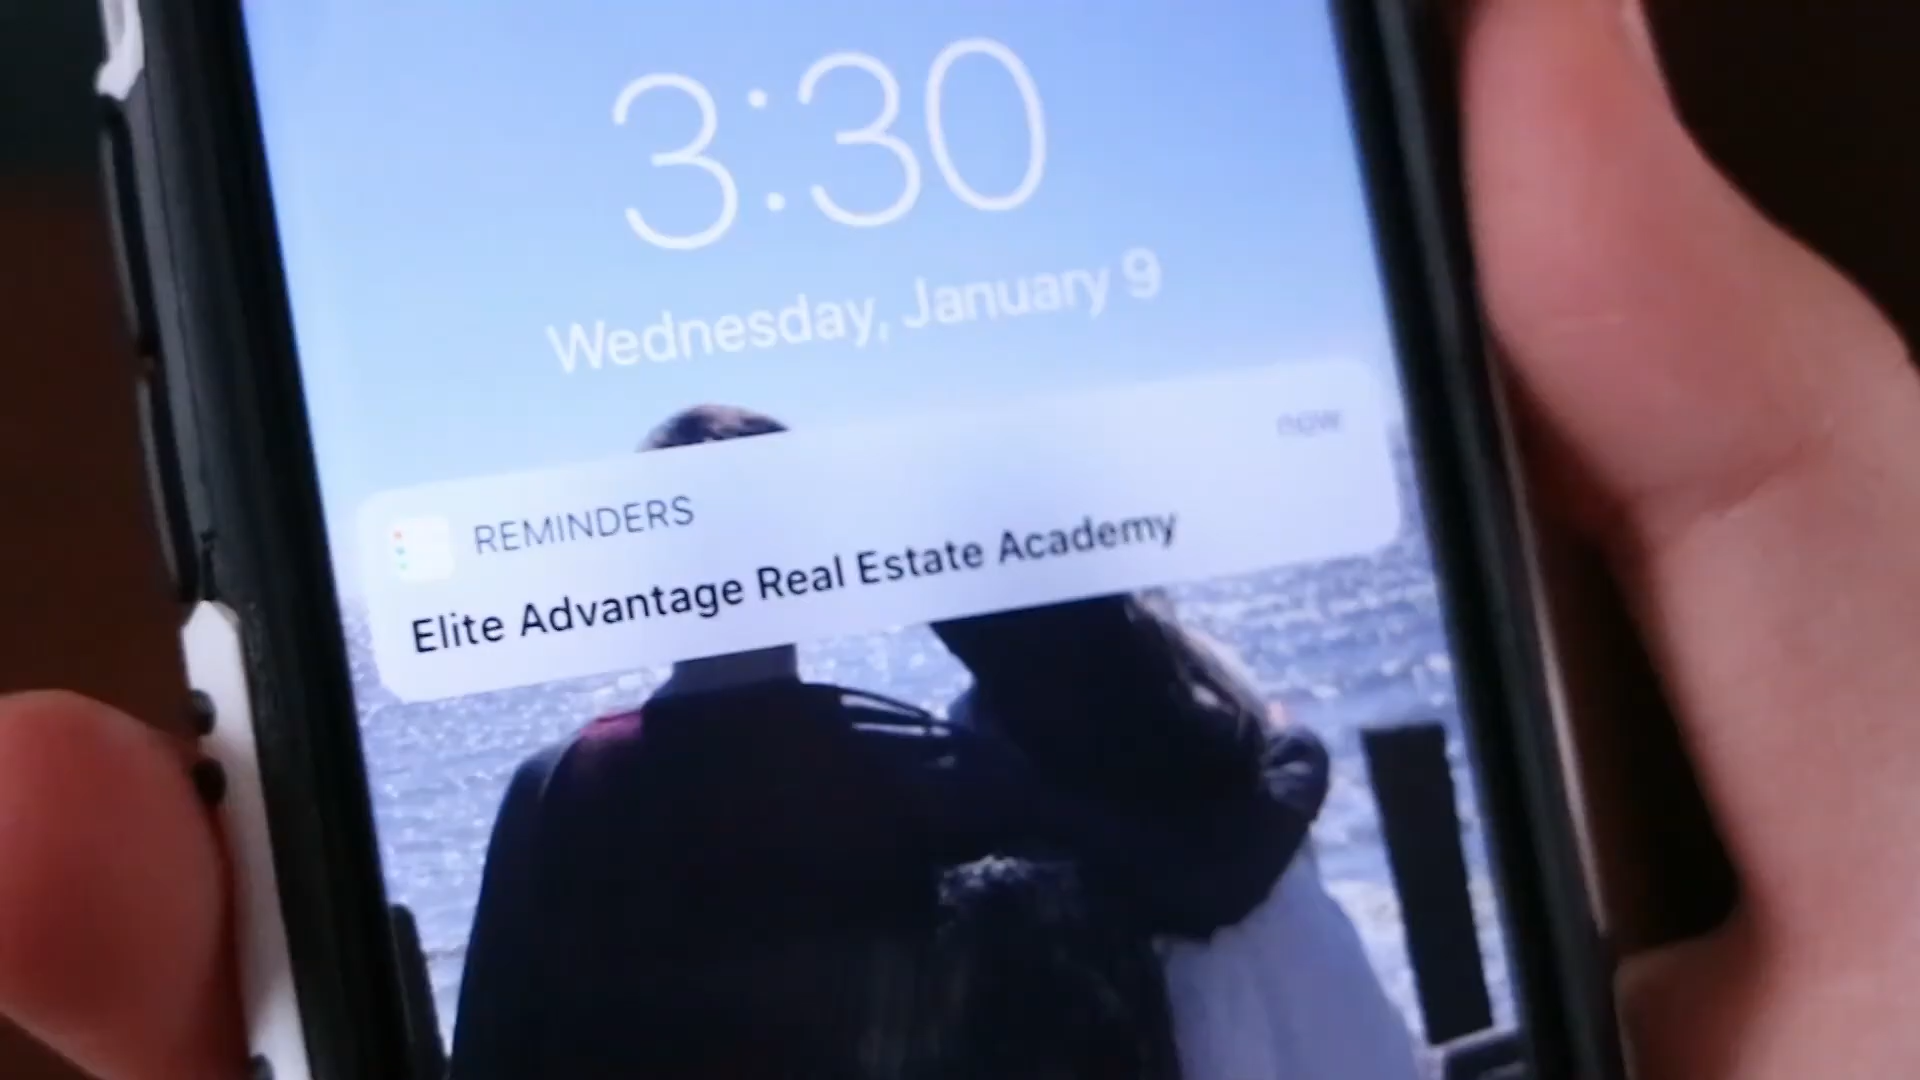 3:30
Wednesday, January 9
REMINDERS
now
Elite Advantage Real Estate Academy